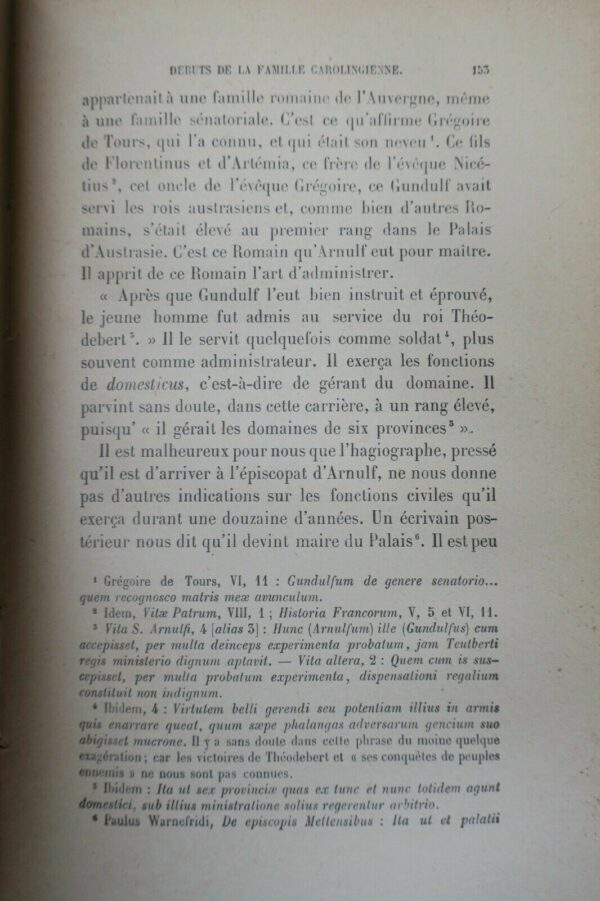 DÉBUTS DE LA FAMILLE CAROLINGIENNE. 153
appartenait à une famille romaine de l'Auvergne, même
à une famille sénatoriale. C'est ce qu'affirme Grégoire
de Tours, qui l'a connu, et qui était son neveu¹. Ce fils
de Florentinus et d'Artémia, ce frère de l'évêque Nicé-
tius², cet oncle de l'évêque Grégoire, ce Gundulf avait
servi les rois austrasiens et, comme bien d'autres Ro-
mains, s'était élevé au premier rang dans le Palais
d'Austrasie. C'est ce Romain qu'Arnulf eut pour maître.
Il apprit de ce Romain l'art d'administrer.
« Après que Gundulf l'eut bien instruit et éprouvé,
le jeune homme fut admis au service du roi Théo-
debert³. » Il le servit quelquefois comme soldat⁴, plus
souvent comme administrateur. Il exerça les fonctions
de domesticus, c'est-à-dire de gérant du domaine. Il
parvint sans doute, dans cette carrière, à un rang élevé,
puisqu' « il gérait les domaines de six provinces⁵ ».
Il est malheureux pour nous que l'hagiographe, pressé
qu'il est d'arriver à l'épiscopat d'Arnulf, ne nous donne
pas d'autres indications sur les fonctions civiles qu'il
exerça durant une douzaine d'années. Un écrivain pos-
térieur nous dit qu'il devint maire du Palais⁶. Il est peu
¹ Grégoire de Tours, VI, 11 : Gundulfum de genere senatorio...
quem recognosco matris meæ avunculum.
² Idem, Vitæ Patrum, VIII, 1 ; Historia Francorum, V, 5 et VI, 11.
³ Vita S. Arnulfi, 4 [alias 3] : Hunc (Arnulfum) ille (Gundulfus) cum
accepisset, per multa deinceps experimenta probatum, jam Teutberti
regis ministerio dignum aptavit. — Vita altera, 2 : Quem cum is sus-
cepisset, per multa probatum experimenta, dispensationi regalium
constituit non indignum.
⁴ Ibidem, 4 : Virtutem belli gerendi seu potentiam illius in armis
quis enarrare queat, quum sæpe phalangas adversarum gencium suo
abigisset mucrone. Il y a sans doute dans cette phrase du moine quelque
exagération ; car les victoires de Théodebert et « ses conquêtes de peuples
ennemis » ne nous sont pas connues.
⁵ Ibidem : Ita ut sex provinciæ quas ex tunc et nunc totidem agunt
domestici, sub illius ministratione solius regerentur arbitrio.
⁶ Paulus Warnefridi, De episcopis Mettensibus : Ita ut et palatii